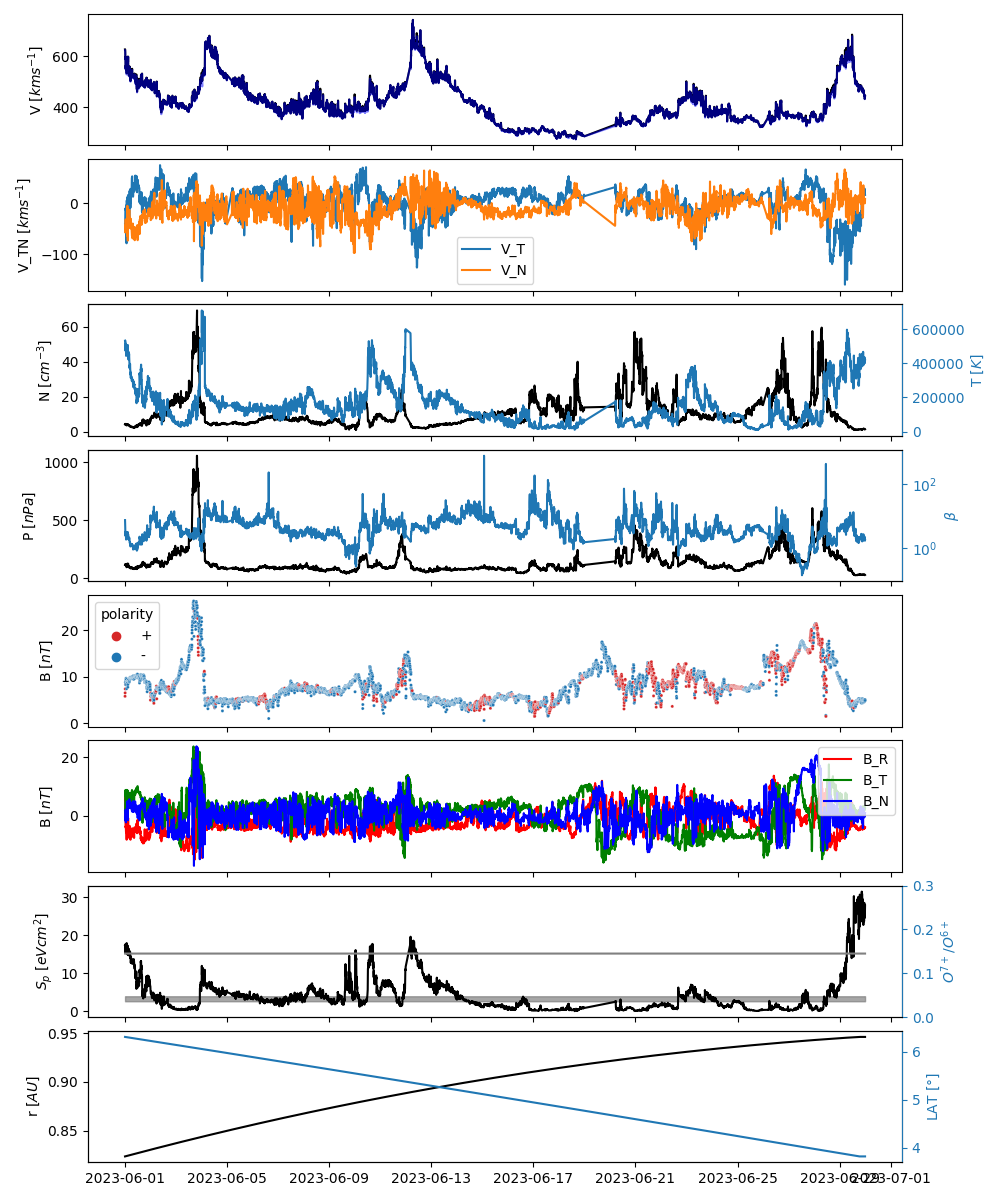 V [kms⁻¹]
600
400
V_TN [kms⁻¹]
0
−100
V_T
V_N
N [cm⁻³]
60
40
20
0
T [K]
600000
400000
200000
0
P [nPa]
1000
500
0
β
10²
10⁰
B [nT]
20
10
0
polarity
+
-
B [nT]
20
0
B_R
B_T
B_N
Sₚ [eVcm²]
30
20
10
0
O⁷⁺/O⁶⁺
0.3
0.2
0.1
0.0
r [AU]
0.95
0.90
0.85
LAT [°]
6
5
4
2023-06-01 2023-06-05 2023-06-09 2023-06-13 2023-06-17 2023-06-21 2023-06-25 2023-06-29 2023-07-01